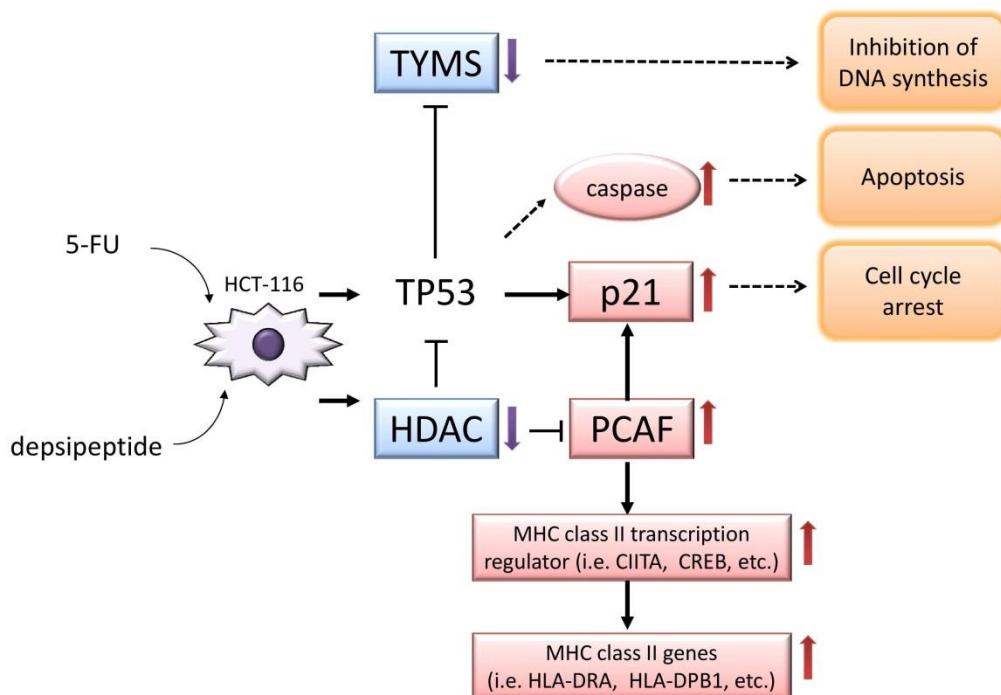 TYMS
Inhibition of
DNA synthesis
caspase
Apoptosis
5-FU
HCT-116
TP53
p21
Cell cycle
arrest
depsipeptide
HDAC
PCAF
MHC class II transcription
regulator (i.e. CIITA, CREB, etc.)
MHC class II genes
(i.e. HLA-DRA, HLA-DPB1, etc.)